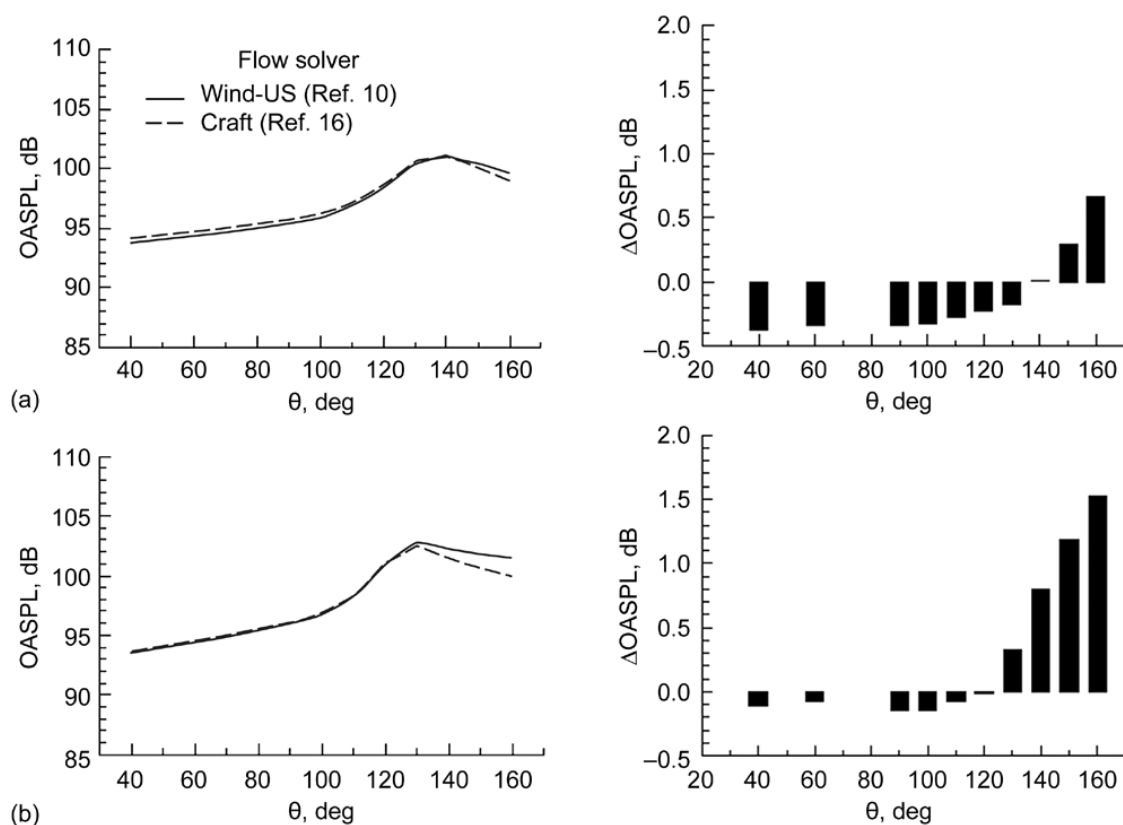 110
105
100
95
90
85
OASPL, dB
Flow solver
Wind-US (Ref. 10)
Craft (Ref. 16)
40 60 80 100 120 140 160
θ, deg
(a)
2.0
1.5
1.0
0.5
0.0
–0.5
ΔOASPL, dB
20 40 60 80 100 120 140 160
θ, deg
110
105
100
95
90
85
OASPL, dB
40 60 80 100 120 140 160
θ, deg
(b)
2.0
1.5
1.0
0.5
0.0
–0.5
ΔOASPL, dB
20 40 60 80 100 120 140 160
θ, deg